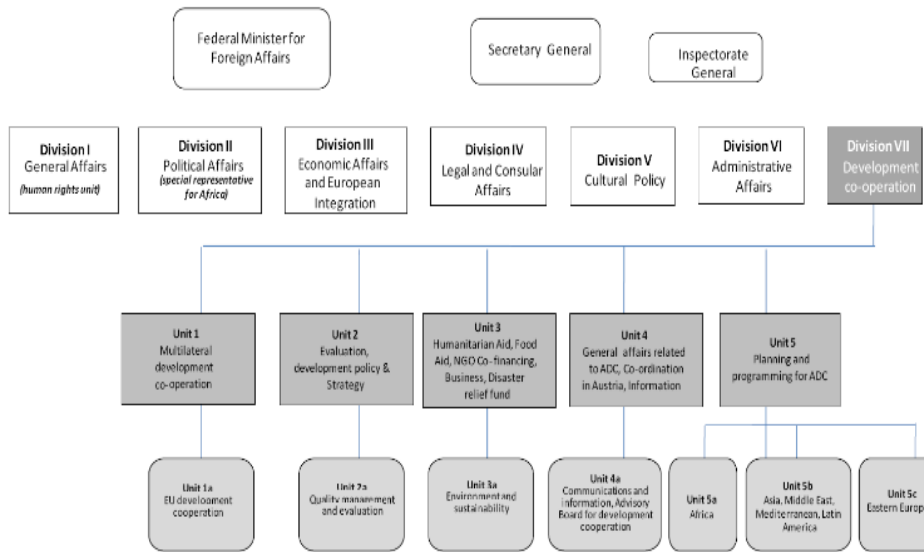 Federal Minister for
Foreign Affairs
Secretary General
Inspectorate
General
Division I
General Affairs
(human rights unit)
Division II
Political Affairs
(special representative
for Africa)
Division III
Economic Affairs
and European
Integration
Division IV
Legal and Consular
Affairs
Division V
Cultural Policy
Division VI
Administrative
Affairs
Division VII
Development
co-operation
Unit 1
Multilateral
development
co-operation
Unit 2
Evaluation,
development policy &
Strategy
Unit 3
Humanitarian Aid, Food
Aid, NGO Co-financing,
Business, Disaster
relief fund
Unit 4
General affairs related
to ADC, Co-ordination
in Austria, Information
Unit 5
Planning and
programming for ADC
Unit 1a
EU development
cooperation
Unit 2a
Quality management
and evaluation
Unit 3a
Environment and
sustainability
Unit 4a
Communications and
information, Advisory
Board for development
cooperation
Unit 5a
Africa
Unit 5b
Asia, Middle East,
Mediterranean, Latin
America
Unit 5c
Eastern Europ